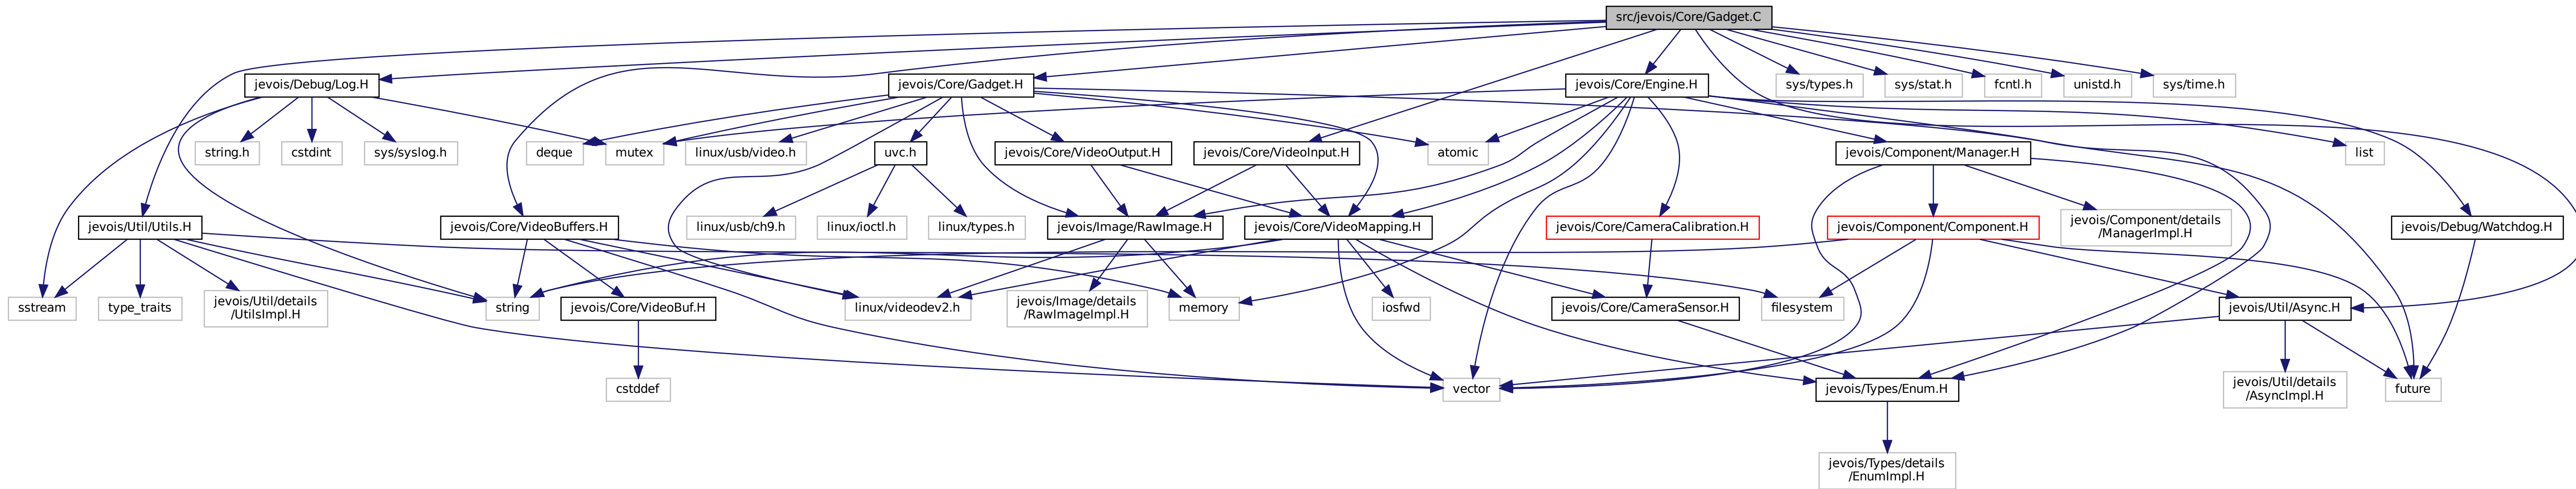 src/jevois/Core/Gadget.C
jevois/Debug/Log.H
jevois/Core/Gadget.H
jevois/Core/Engine.H
sys/types.h
sys/stat.h
fcntl.h
unistd.h
sys/time.h
string.h
cstdint
sys/syslog.h
deque
mutex
linux/usb/video.h
uvc.h
jevois/Core/VideoOutput.H
jevois/Core/VideoInput.H
atomic
jevois/Component/Manager.H
list
jevois/Util/Utils.H
jevois/Core/VideoBuffers.H
linux/usb/ch9.h
linux/ioctl.h
linux/types.h
jevois/Image/RawImage.H
jevois/Core/VideoMapping.H
jevois/Core/CameraCalibration.H
jevois/Component/Component.H
jevois/Component/details
/ManagerImpl.H
jevois/Debug/Watchdog.H
sstream
type_traits
jevois/Util/details
/UtilsImpl.H
string
jevois/Core/VideoBuf.H
linux/videodev2.h
jevois/Image/details
/RawImageImpl.H
memory
iosfwd
jevois/Core/CameraSensor.H
filesystem
jevois/Util/Async.H
cstddef
vector
jevois/Types/Enum.H
jevois/Util/details
/AsyncImpl.H
future
jevois/Types/details
/EnumImpl.H